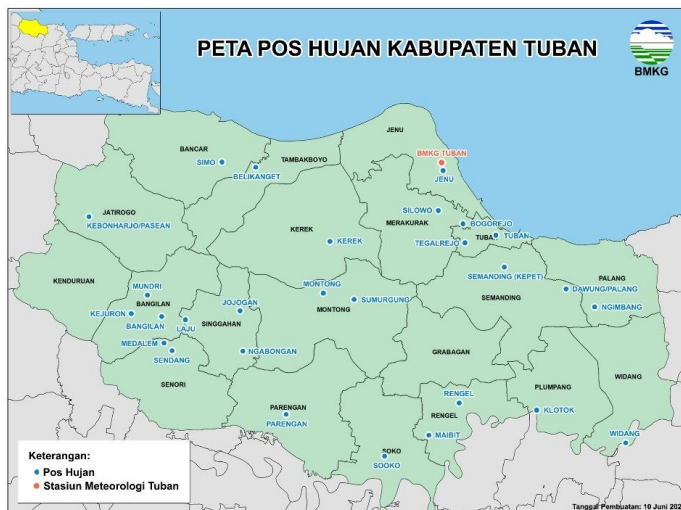 PETA POS HUJAN KABUPATEN TUBAN
BMKG
JENU
BANCAR
BMKG TUBAN
SIMO
TAMBAKBOYO
BELIKANGET
JENU
JATIROGO
SILOWO
KEBONHARJO/PASEAN
MERAKURAK
BOGOREJO
KEREK
TUBAN
KEREK
TEGALREJO
SEMANDING (KEPET)
PALANG
KENDURUAN
MUNDRI
MONTONG
DAWUNG/PALANG
BANGILAN
JOJOGAN
SUMURGUNG
SEMANDING
NGIMBANG
KEJURON
MONTONG
BANGILAN
LAJU
SINGGAHAN
MEDALEM
NGABONGAN
GRABAGAN
SENDANG
WIDANG
SENORI
PLUMPANG
RENGEL
PARENGAN
KLOTOK
PARENGAN
RENGEL
MAIBIT
WIDANG
SOKO
SOOKO
Keterangan:
Pos Hujan
Stasiun Meteorologi Tuban
Tanggal Pembuatan: 10 Juni